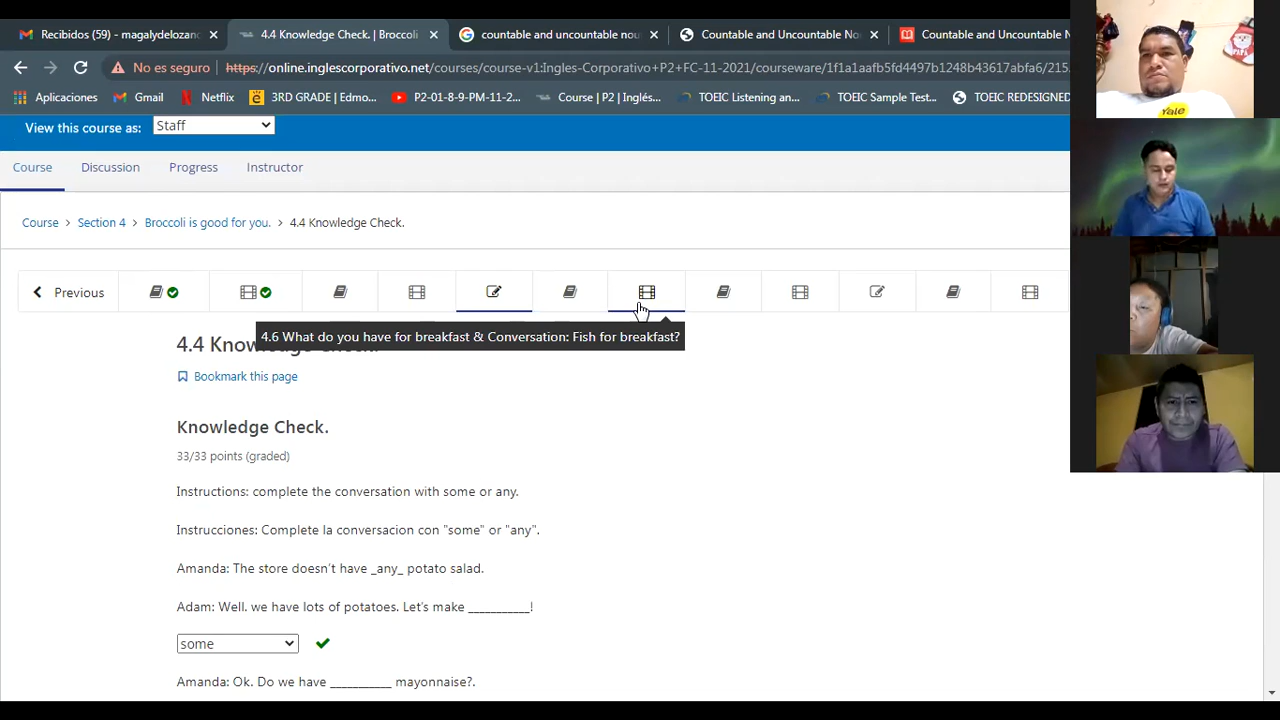 Recibidos (59) - magalydelozan
4.4 Knowledge Check. | Broccoli
countable and uncountable nou
Countable and Uncountable No
Countable and Uncountable N
No es seguro
https://online.inglescorporativo.net/courses/course-v1:Ingles-Corporativo+P2+FC-11-2021/courseware/1f1a1aafb5fd4497b1248b43617abfa6/215.
Aplicaciones
Gmail
Netflix
3RD GRADE | Edmo...
P2-01-8-9-PM-11-2...
Course | P2 | Inglés...
TOEIC Listening an...
TOEIC Sample Test...
TOEIC REDESIGNED
View this course as:
Staff
Course
Discussion
Progress
Instructor
Course > Section 4 > Broccoli is good for you. > 4.4 Knowledge Check.
Previous
4.6 What do you have for breakfast & Conversation: Fish for breakfast?
4.4 Knowledge Check.
Bookmark this page
Knowledge Check.
33/33 points (graded)
Instructions: complete the conversation with some or any.
Instrucciones: Complete la conversacion con "some" or "any".
Amanda: The store doesn't have _any_ potato salad.
Adam: Well. we have lots of potatoes. Let's make ___________!
some
Amanda: Ok. Do we have ___________ mayonnaise?.
Yale